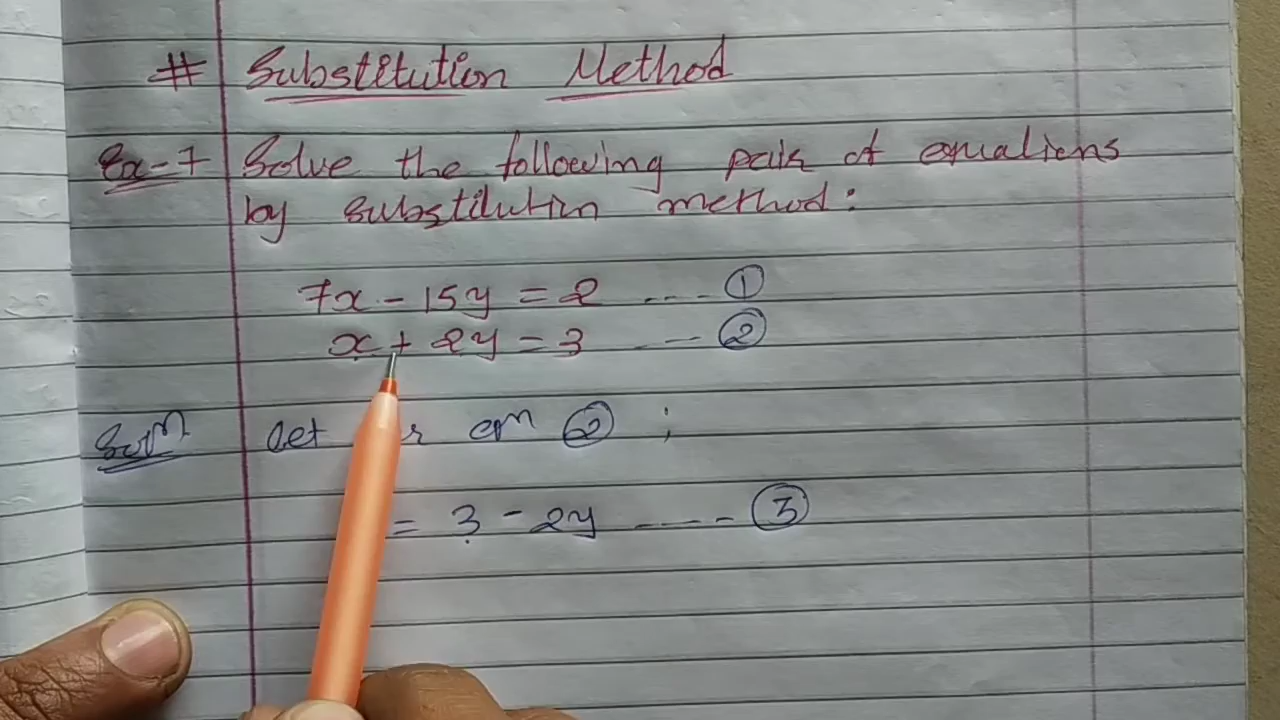 # Substitution Method
Ex-7 Solve the following pair of equations
by substitution method:
7x - 15y = 2 ---- ①
x + 2y = 3 --- ②
Solⁿ Let eqn ② ;
= 3 - 2y ---- ③